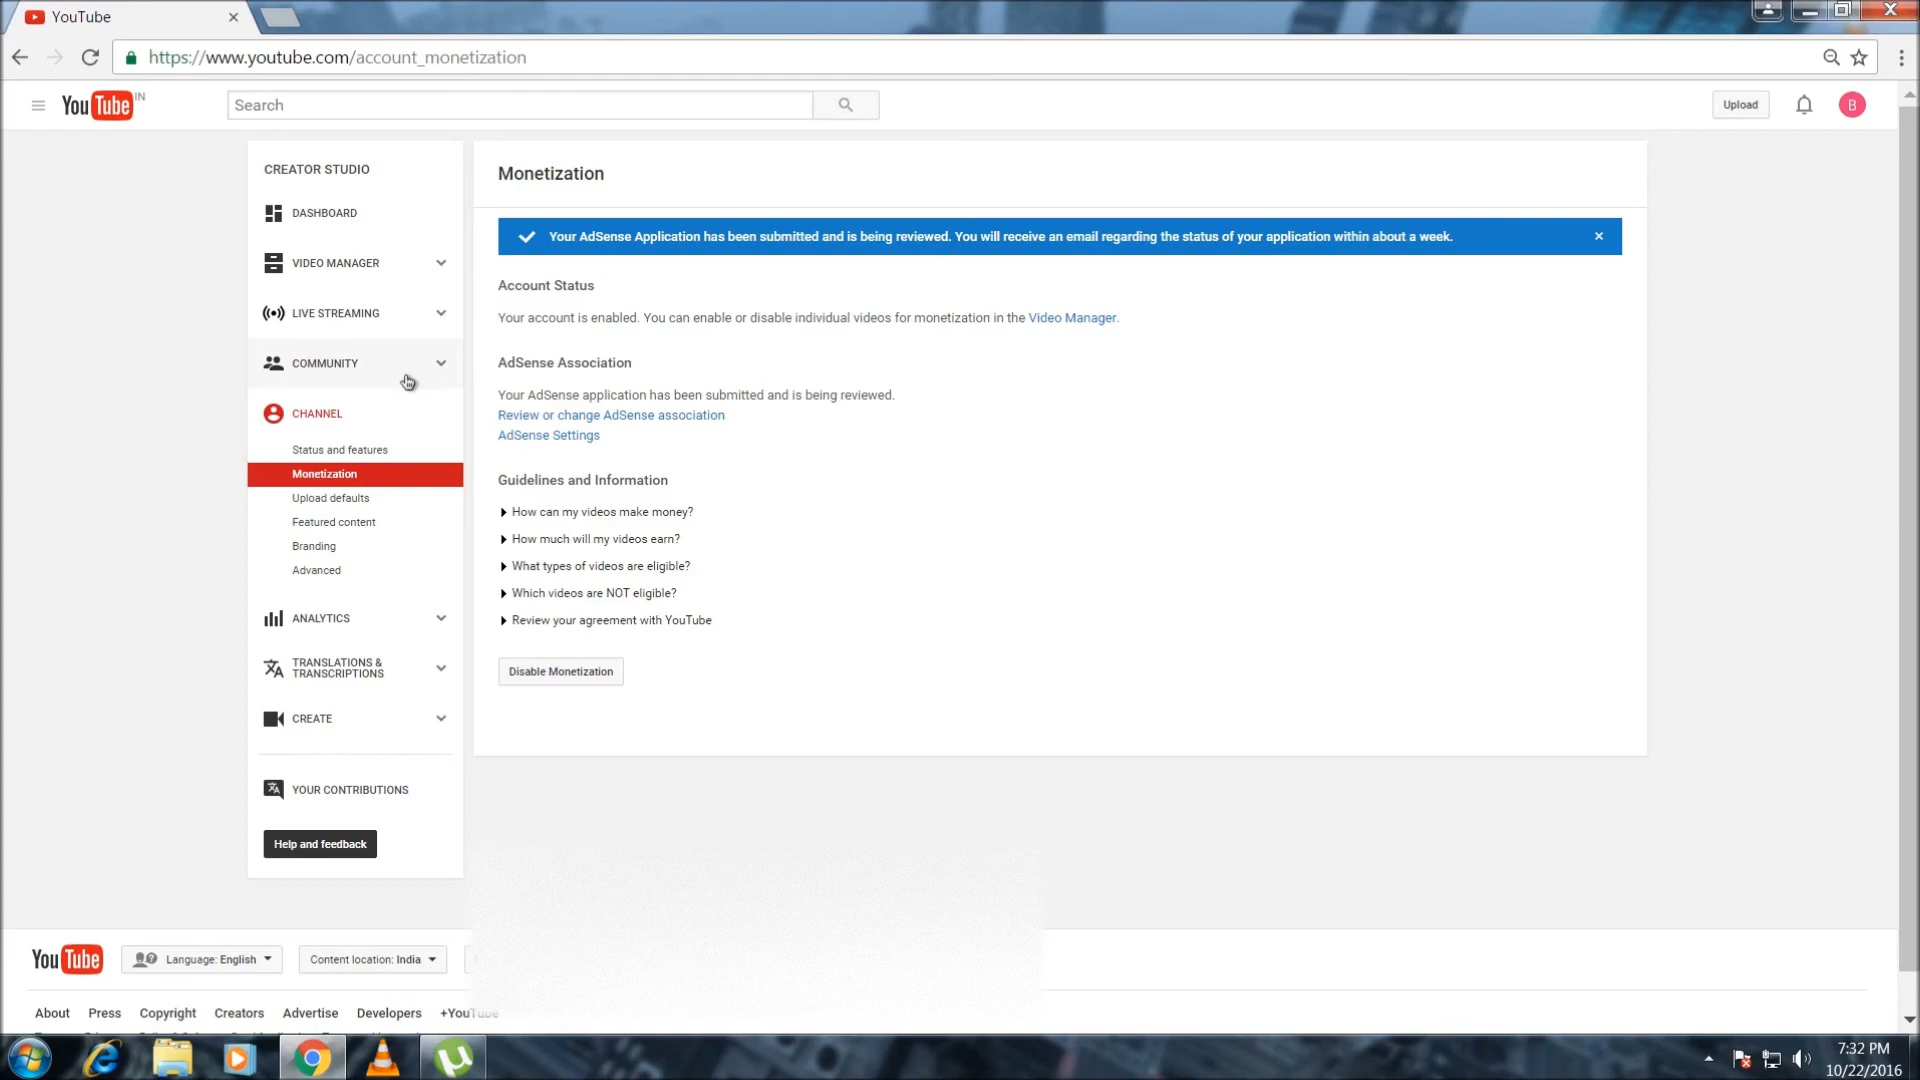 YouTube
https://www.youtube.com/account_monetization
YouTube IN
Search
Upload
B
CREATOR STUDIO
DASHBOARD
VIDEO MANAGER
LIVE STREAMING
COMMUNITY
CHANNEL
Status and features
Monetization
Upload defaults
Featured content
Branding
Advanced
ANALYTICS
TRANSLATIONS &
TRANSCRIPTIONS
CREATE
YOUR CONTRIBUTIONS
Help and feedback
Monetization
Your AdSense Application has been submitted and is being reviewed. You will receive an email regarding the status of your application within about a week.
Account Status
Your account is enabled. You can enable or disable individual videos for monetization in the Video Manager.
AdSense Association
Your AdSense application has been submitted and is being reviewed.
Review or change AdSense association
AdSense Settings
Guidelines and Information
How can my videos make money?
How much will my videos earn?
What types of videos are eligible?
Which videos are NOT eligible?
Review your agreement with YouTube
Disable Monetization
YouTube
Language: English
Content location: India
About Press Copyright Creators Advertise Developers +YouTube
7:32 PM
10/22/2016